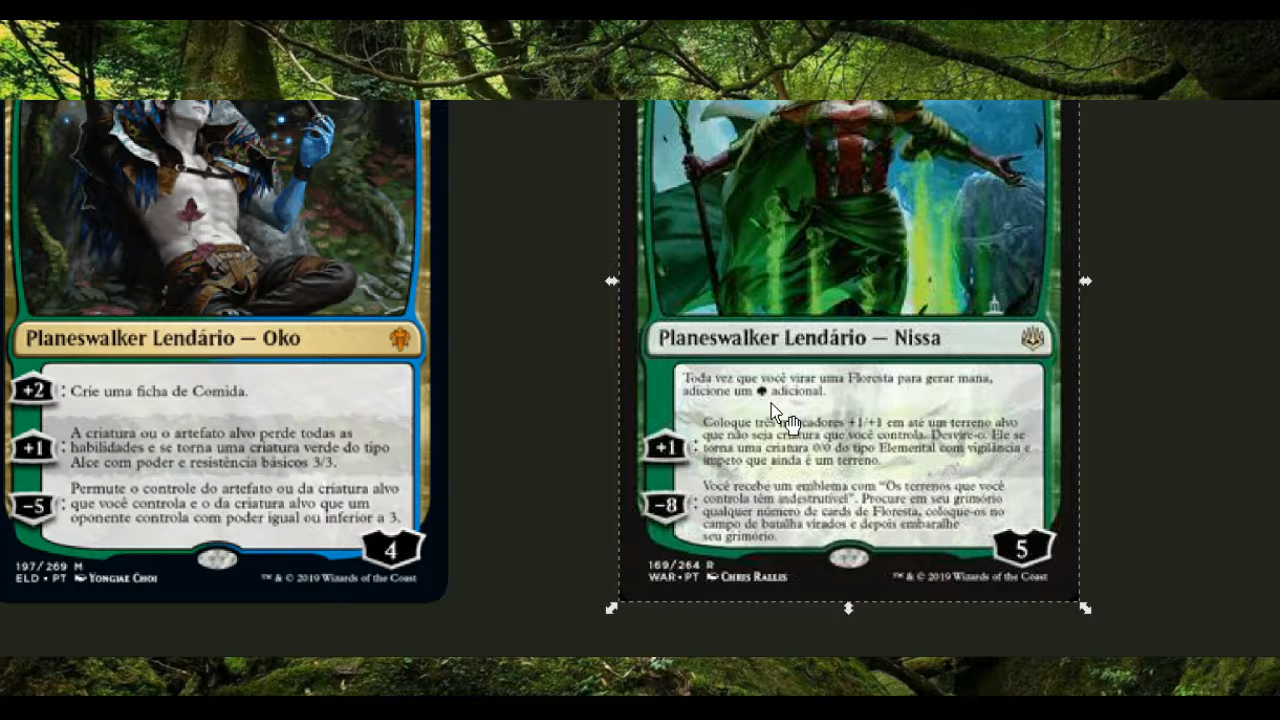 Planeswalker Lendário — Oko
+2 : Crie uma ficha de Comida.
A criatura ou o artefato alvo perde todas as
+1 : habilidades e se torna uma criatura verde do tipo
Alce com poder e resistência básicos 3/3.
Permute o controle do artefato ou da criatura alvo
−5 : que você controla e o da criatura alvo que um
oponente controla com poder igual ou inferior a 3.
4
197/269 M
ELD • PT Yongjae Choi
™ & © 2019 Wizards of the Coast
Planeswalker Lendário — Nissa
Toda vez que você virar uma Floresta para gerar mana,
adicione um adicional.
Coloque três marcadores +1/+1 em até um terreno alvo
que não seja criatura que você controla. Desvire-o. Ele se
+1 : torna uma criatura 0/0 do tipo Elemental com vigilância e
ímpeto que ainda é um terreno.
Você recebe um emblema com “Os terrenos que você
controla têm indestrutível”. Procure em seu grimório
−8 : qualquer número de cards de Floresta, coloque-os no
campo de batalha virados e depois embaralhe
seu grimório.
5
169/264 R
WAR • PT Chris Rallis
™ & © 2019 Wizards of the Coast